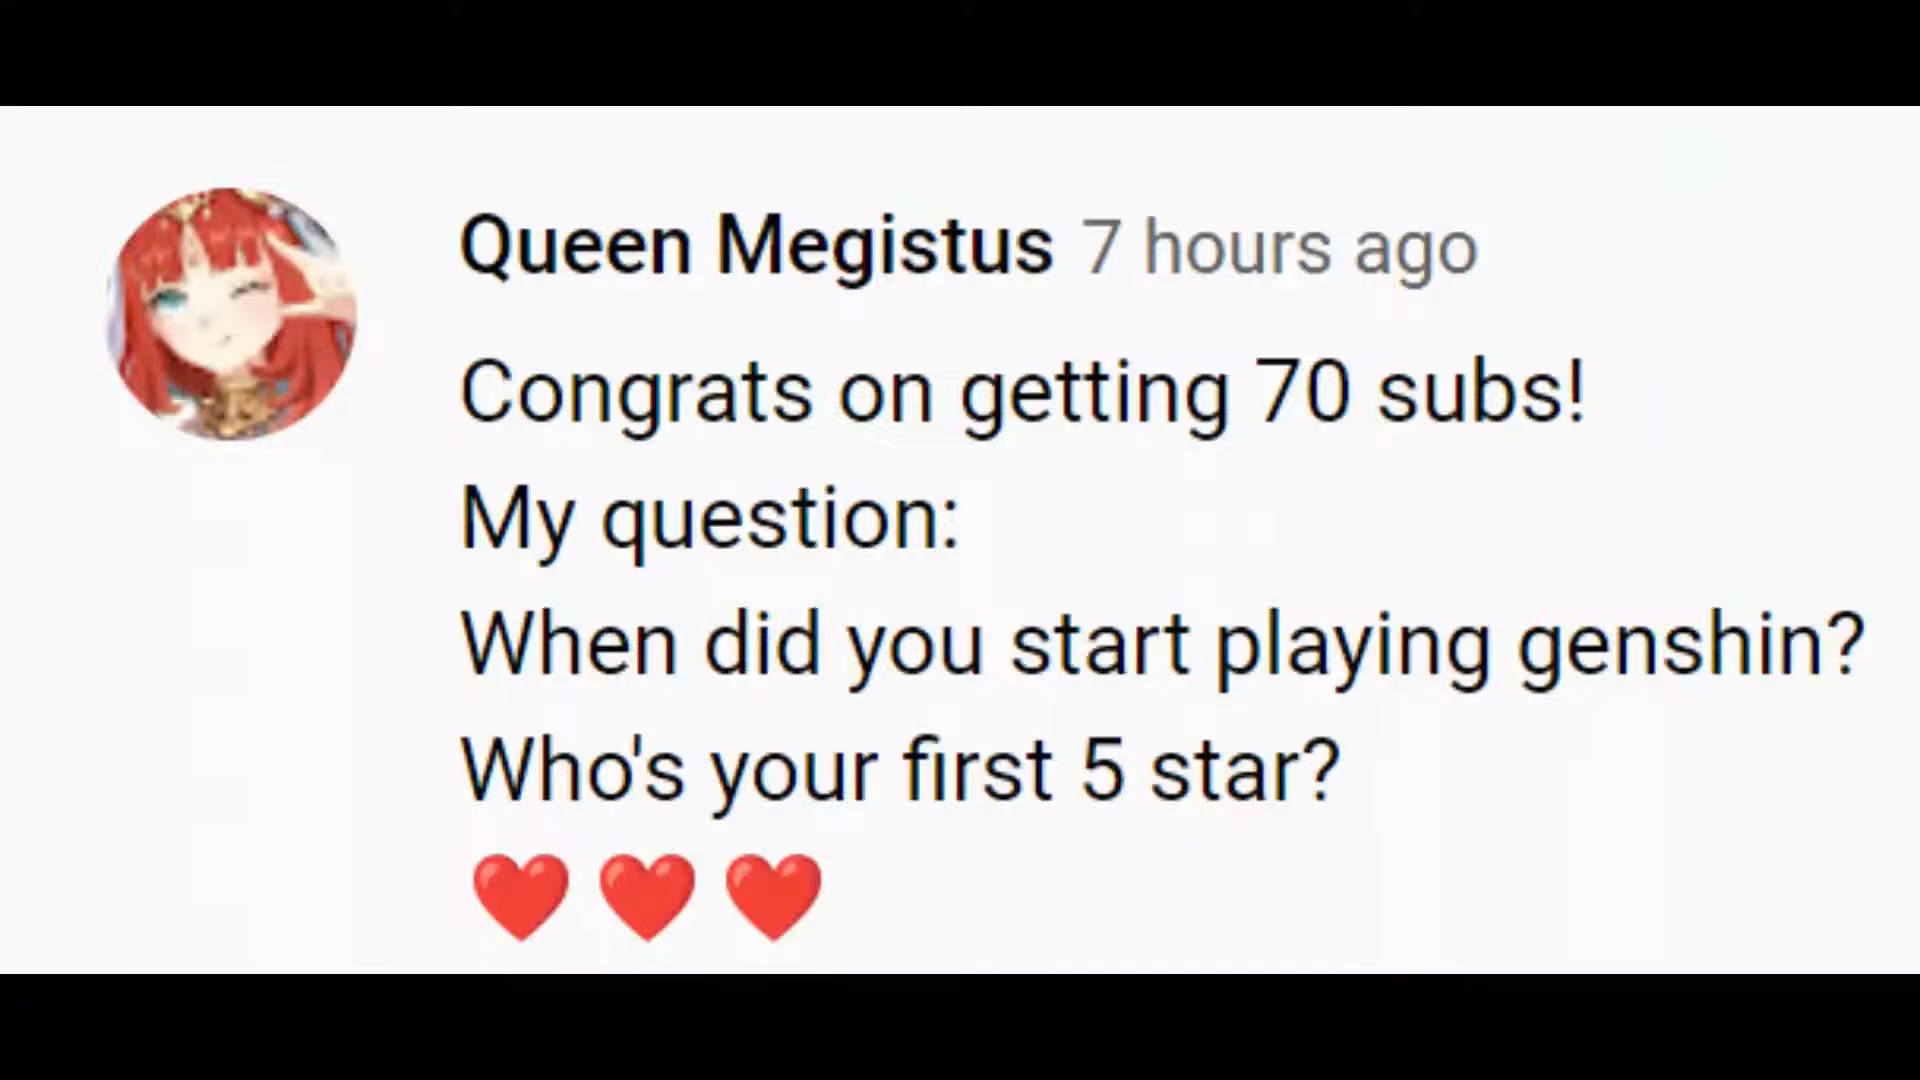 Queen Megistus 7 hours ago
Congrats on getting 70 subs!
My question:
When did you start playing genshin?
Who's your first 5 star?
❤️ ❤️ ❤️